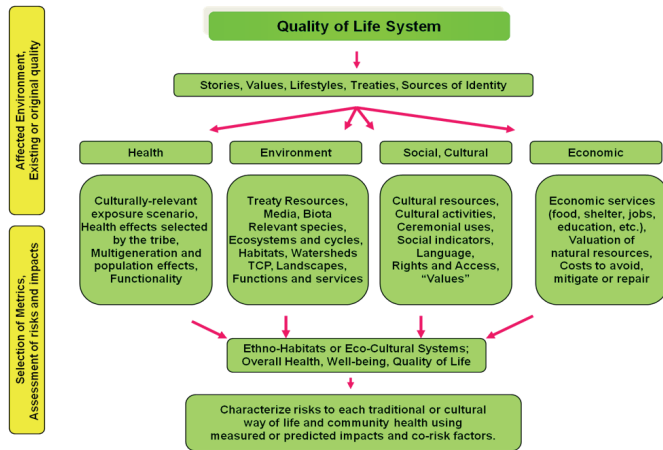 Affected Environment,
Existing or original quality
Selection of Metrics,
Assessment of risks and impacts
Quality of Life System
Stories, Values, Lifestyles, Treaties, Sources of Identity
Health
Environment
Social, Cultural
Economic
Culturally-relevant
exposure scenario,
Health effects selected
by the tribe,
Multigeneration and
population effects,
Functionality
Treaty Resources,
Media, Biota
Relevant species,
Ecosystems and cycles,
Habitats, Watersheds
TCP, Landscapes,
Functions and services
Cultural resources,
Cultural activities,
Ceremonial uses,
Social indicators,
Language,
Rights and Access,
“Values”
Economic services
(food, shelter, jobs,
education, etc.),
Valuation of
natural resources,
Costs to avoid,
mitigate or repair
Ethno-Habitats or Eco-Cultural Systems;
Overall Health, Well-being, Quality of Life
Characterize risks to each traditional or cultural
way of life and community health using
measured or predicted impacts and co-risk factors.